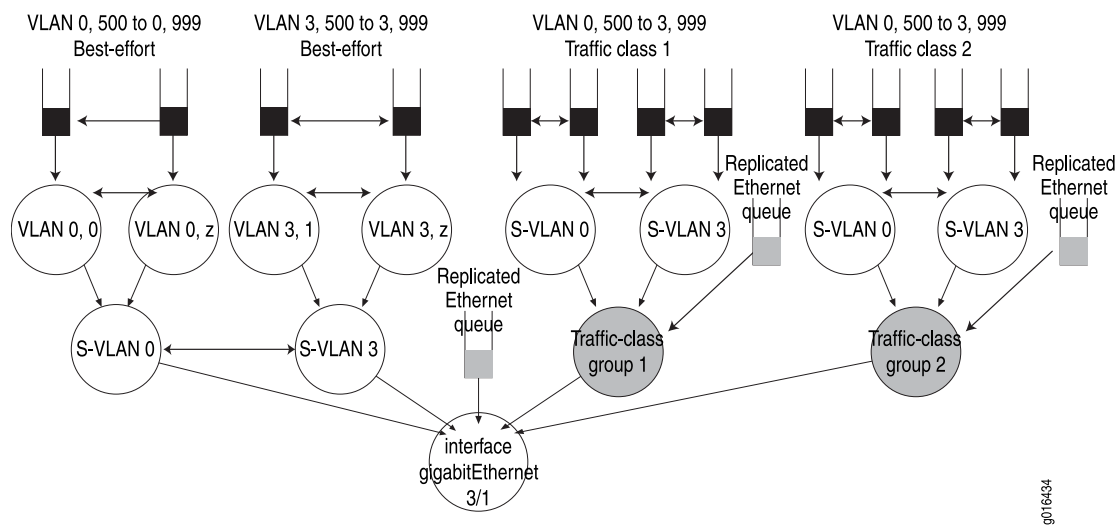 VLAN 0, 500 to 0, 999
Best-effort
VLAN 3, 500 to 3, 999
Best-effort
VLAN 0, 500 to 3, 999
Traffic class 1
VLAN 0, 500 to 3, 999
Traffic class 2
Replicated
Ethernet
queue
Replicated
Ethernet
queue
VLAN 0, 0
VLAN 0, z
VLAN 3, 1
VLAN 3, z
S-VLAN 0
S-VLAN 3
S-VLAN 0
S-VLAN 3
Replicated
Ethernet
queue
S-VLAN 0
S-VLAN 3
Traffic-class
group 1
Traffic-class
group 2
interface
gigabitEthernet
3/1
g016434